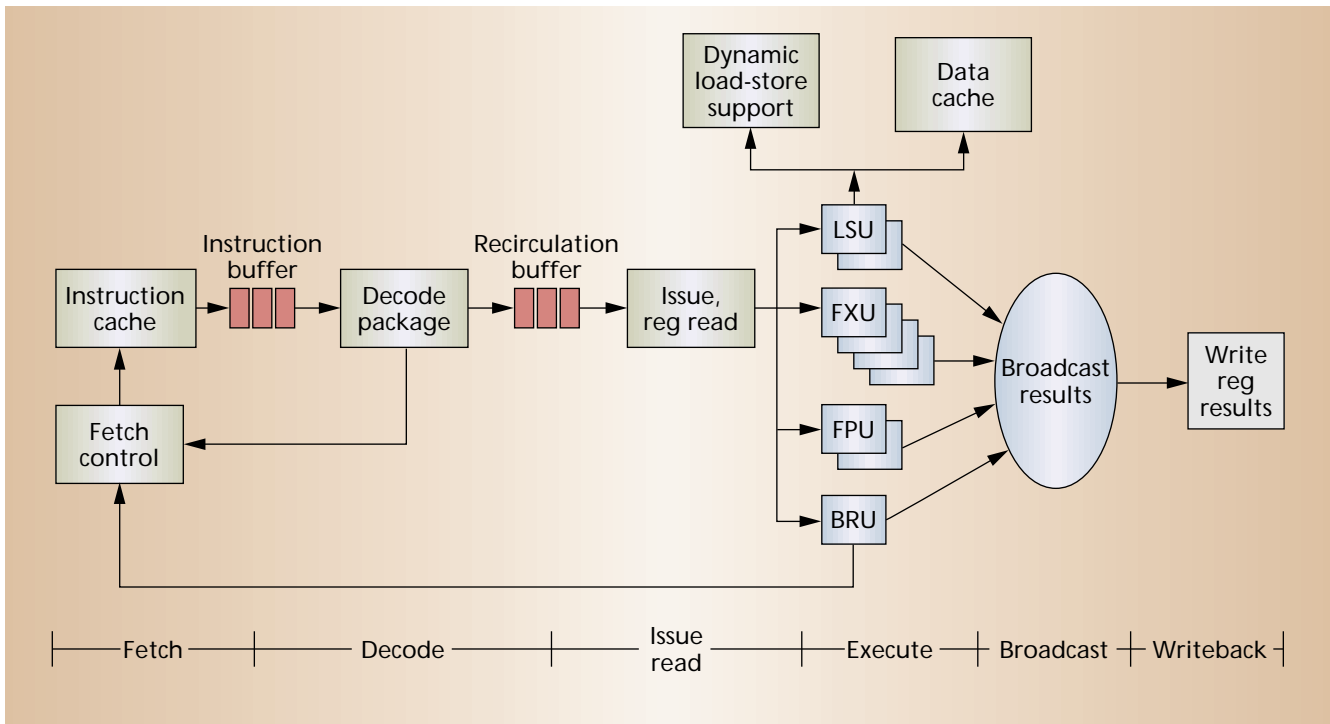 Dynamic
load-store
support
Data
cache
Instruction
buffer
Recirculation
buffer
Instruction
cache
Decode
package
Issue,
reg read
LSU
FXU
FPU
BRU
Broadcast
results
Write
reg
results
Fetch
control
Fetch
Decode
Issue
read
Execute
Broadcast
Writeback